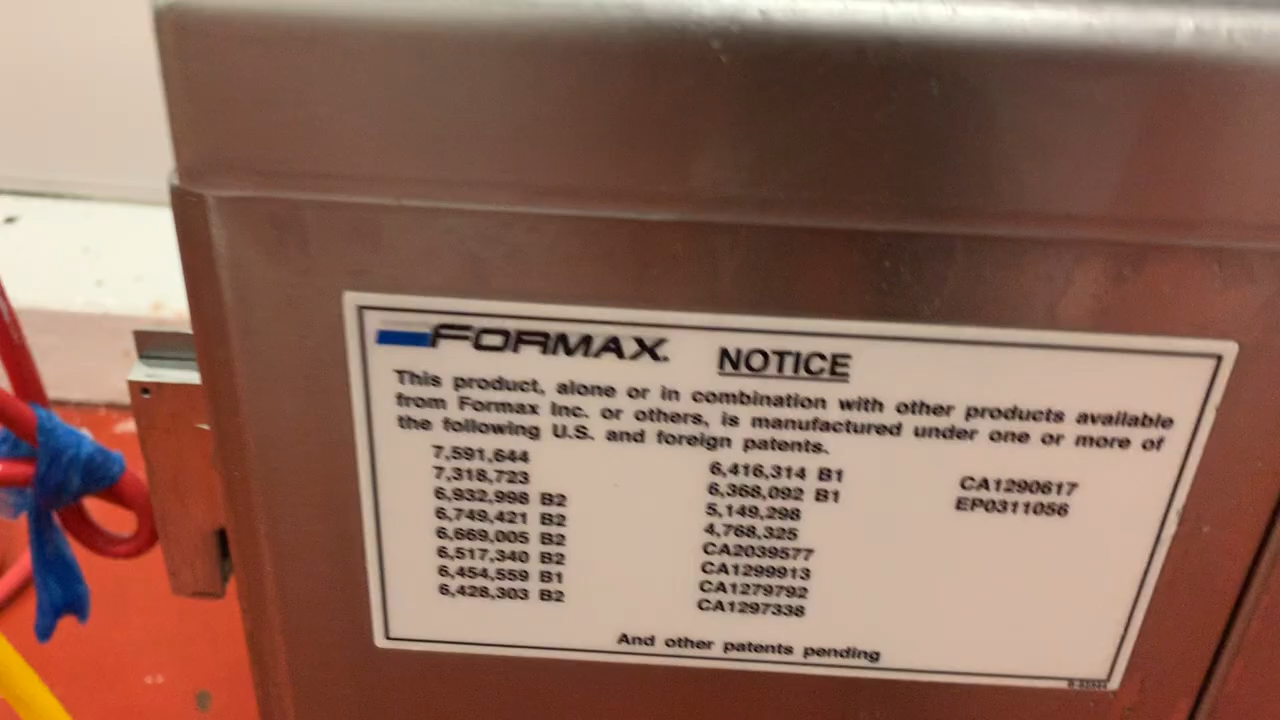 FORMAX. NOTICE
This product, alone or in combination with other products available
from Formax Inc. or others, is manufactured under one or more of
the following U.S. and foreign patents.
7,591,644
7,318,723
6,932,998 B2
6,749,421 B2
6,669,005 B2
6,517,340 B2
6,454,559 B1
6,428,303 B2
6,416,314 B1
6,368,092 B1
5,149,298
4,768,325
CA2039577
CA1299913
CA1279792
CA1297338
CA1290617
EP0311056
And other patents pending